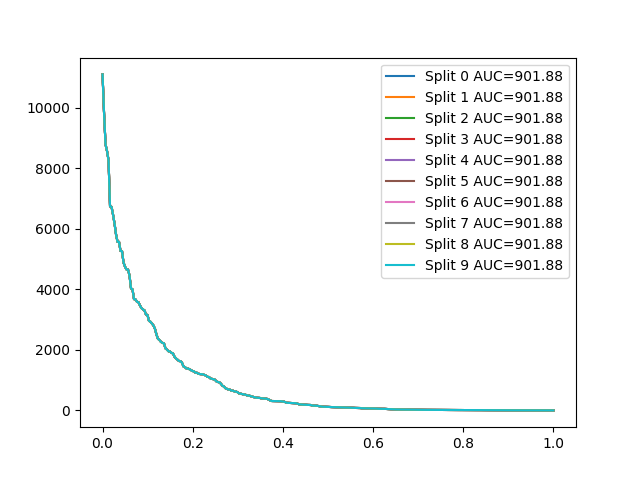 Split 0 AUC=901.88
Split 1 AUC=901.88
Split 2 AUC=901.88
Split 3 AUC=901.88
Split 4 AUC=901.88
Split 5 AUC=901.88
Split 6 AUC=901.88
Split 7 AUC=901.88
Split 8 AUC=901.88
Split 9 AUC=901.88
10000
8000
6000
4000
2000
0
0.0 0.2 0.4 0.6 0.8 1.0